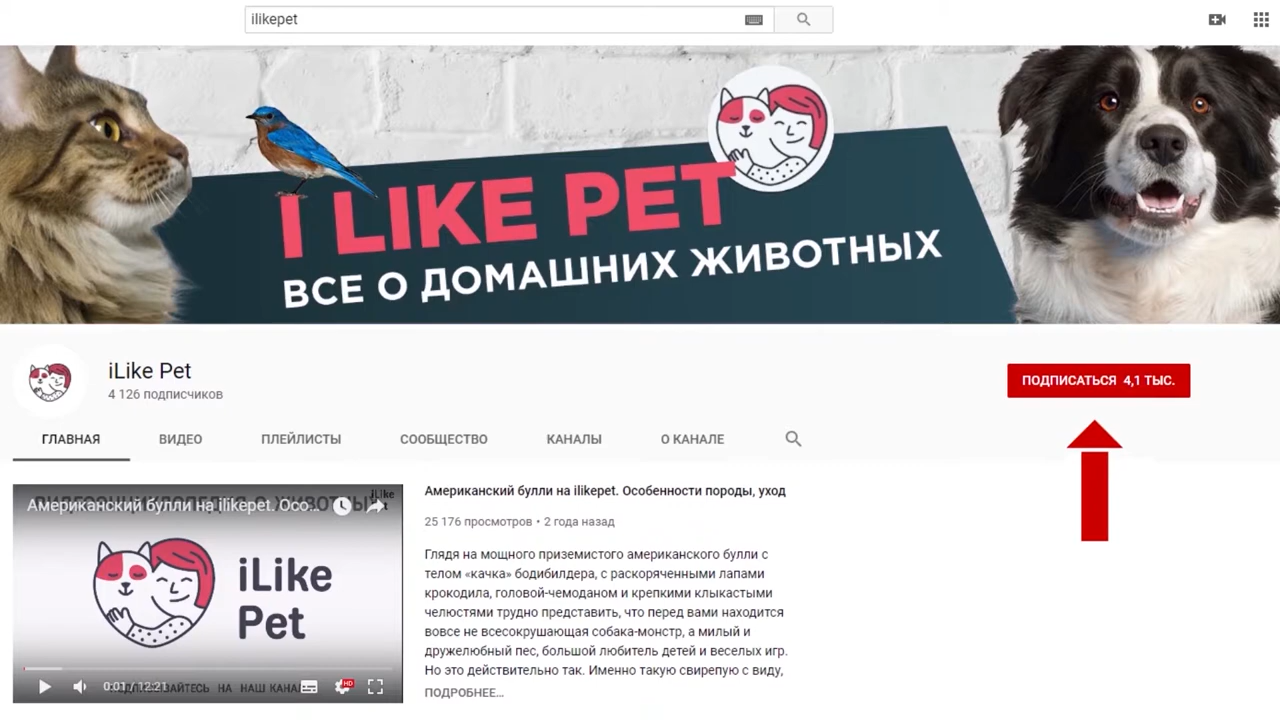 ilikepet
I LIKE PET
ВСЕ О ДОМАШНИХ ЖИВОТНЫХ
iLike Pet
4 126 подписчиков
ПОДПИСАТЬСЯ 4,1 ТЫС.
ГЛАВНАЯ ВИДЕО ПЛЕЙЛИСТЫ СООБЩЕСТВО КАНАЛЫ О КАНАЛЕ
Американский булли на ilikepet. Осо...
iLike
Pet
0:01 / 12:21
HD
Американский булли на ilikepet. Особенности породы, уход
25 176 просмотров • 2 года назад
Глядя на мощного приземистого американского булли с
телом «качка» бодибилдера, с раскоряченными лапами
крокодила, головой-чемоданом и крепкими клыкастыми
челюстями трудно представить, что перед вами находится
вовсе не всесокрушающая собака-монстр, а милый и
дружелюбный пес, большой любитель детей и веселых игр.
Но это действительно так. Именно такую свирепую с виду,
ПОДРОБНЕЕ...